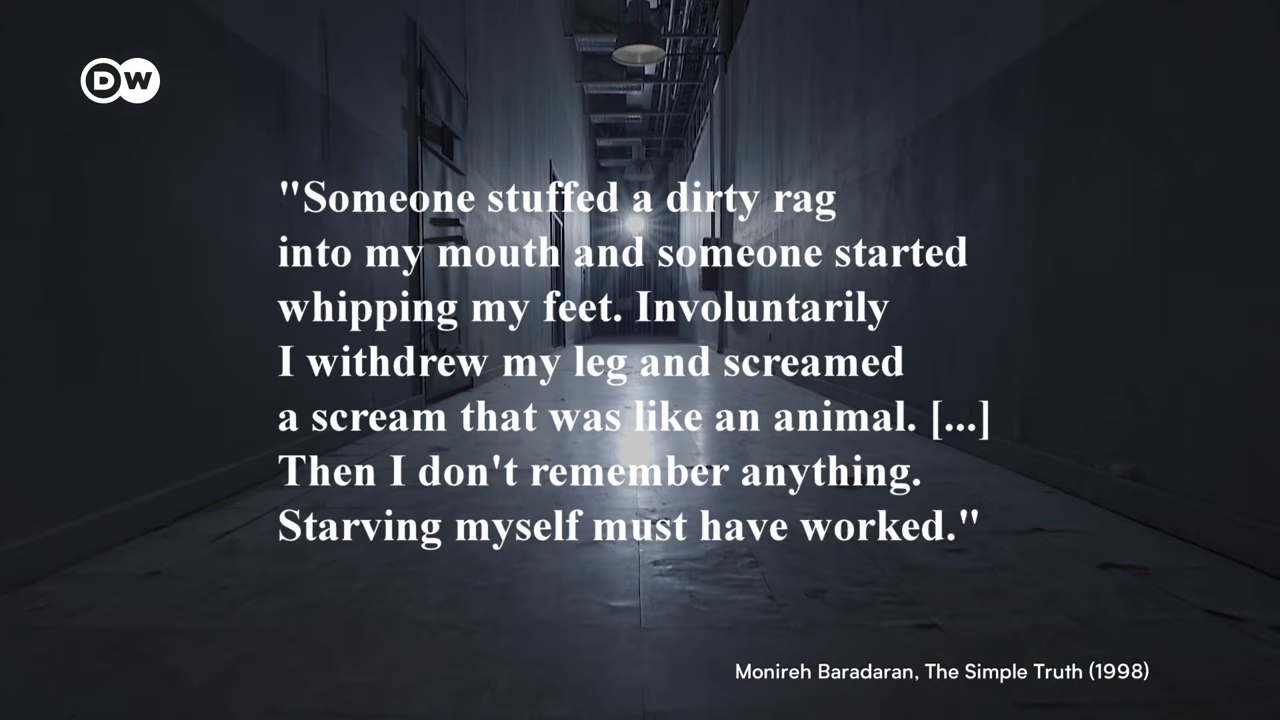 DW
"Someone stuffed a dirty rag
into my mouth and someone started
whipping my feet. Involuntarily
I withdrew my leg and screamed
a scream that was like an animal. [...]
Then I don't remember anything.
Starving myself must have worked."
Monireh Baradaran, The Simple Truth (1998)